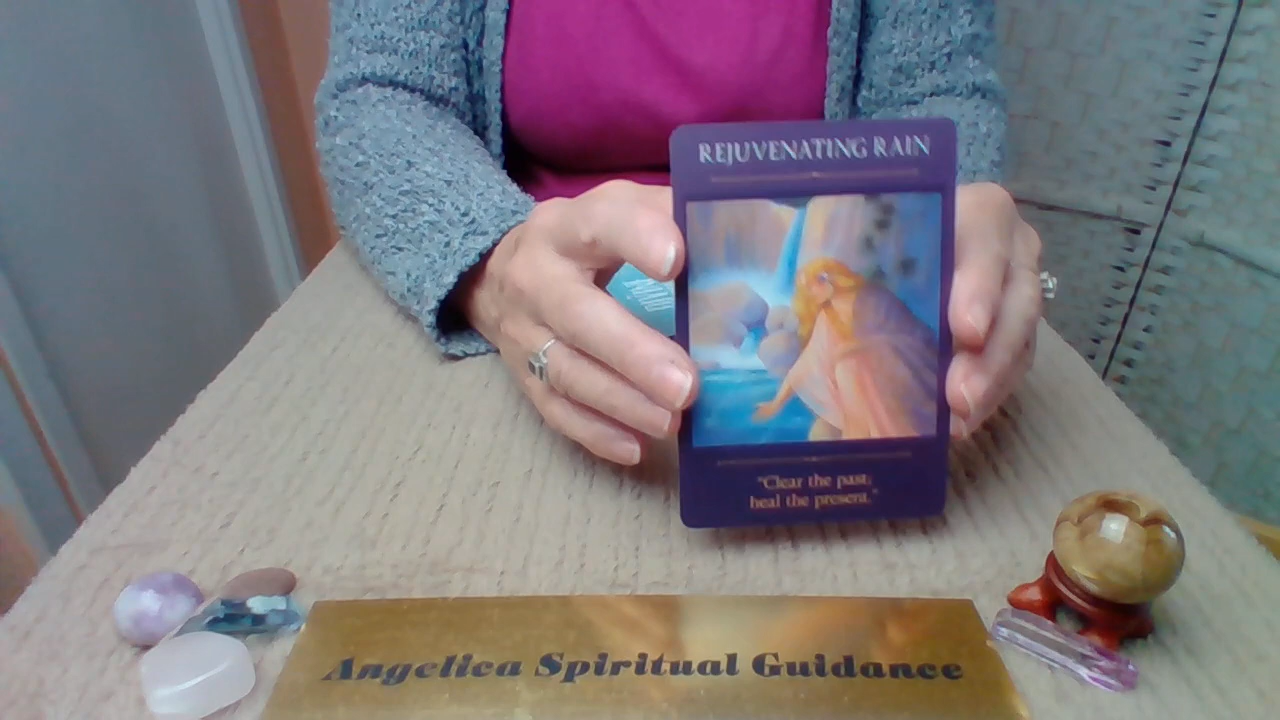 REJUVENATING RAIN
"Clear the past,
heal the present."
Angelica Spiritual Guidance